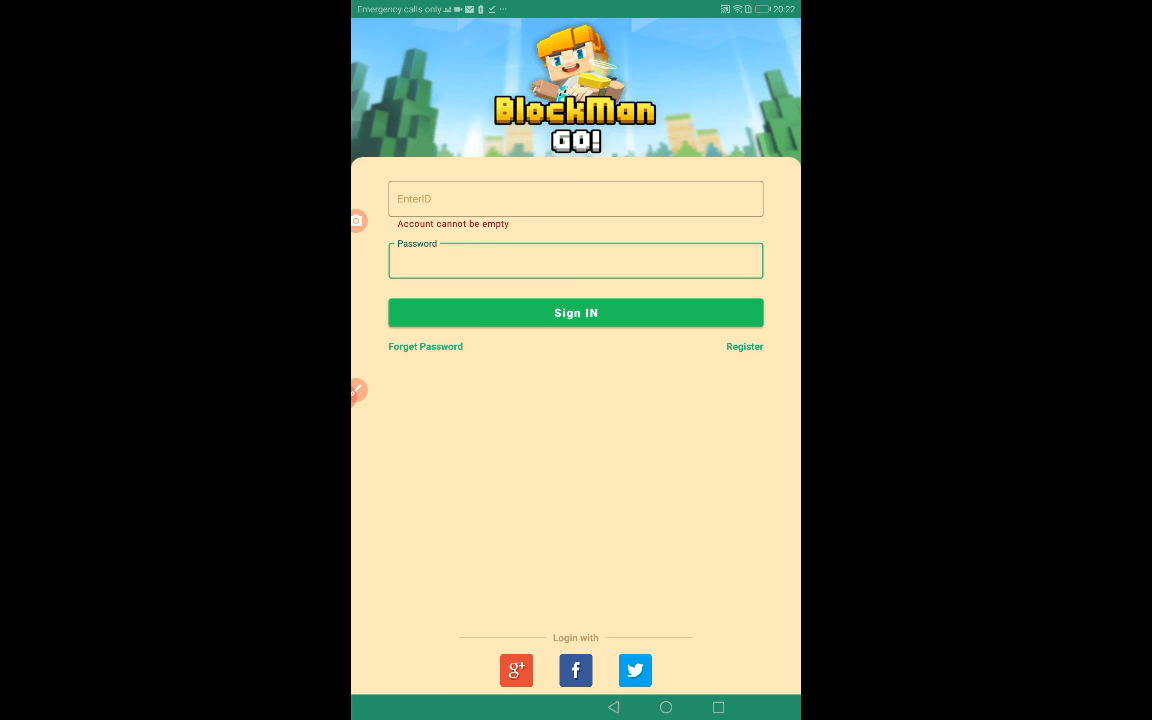 Emergency calls only
20:22
BlockMan
GO!
EnterID
Account cannot be empty
Password
Sign IN
Forget Password
Register
Login with
g+
f